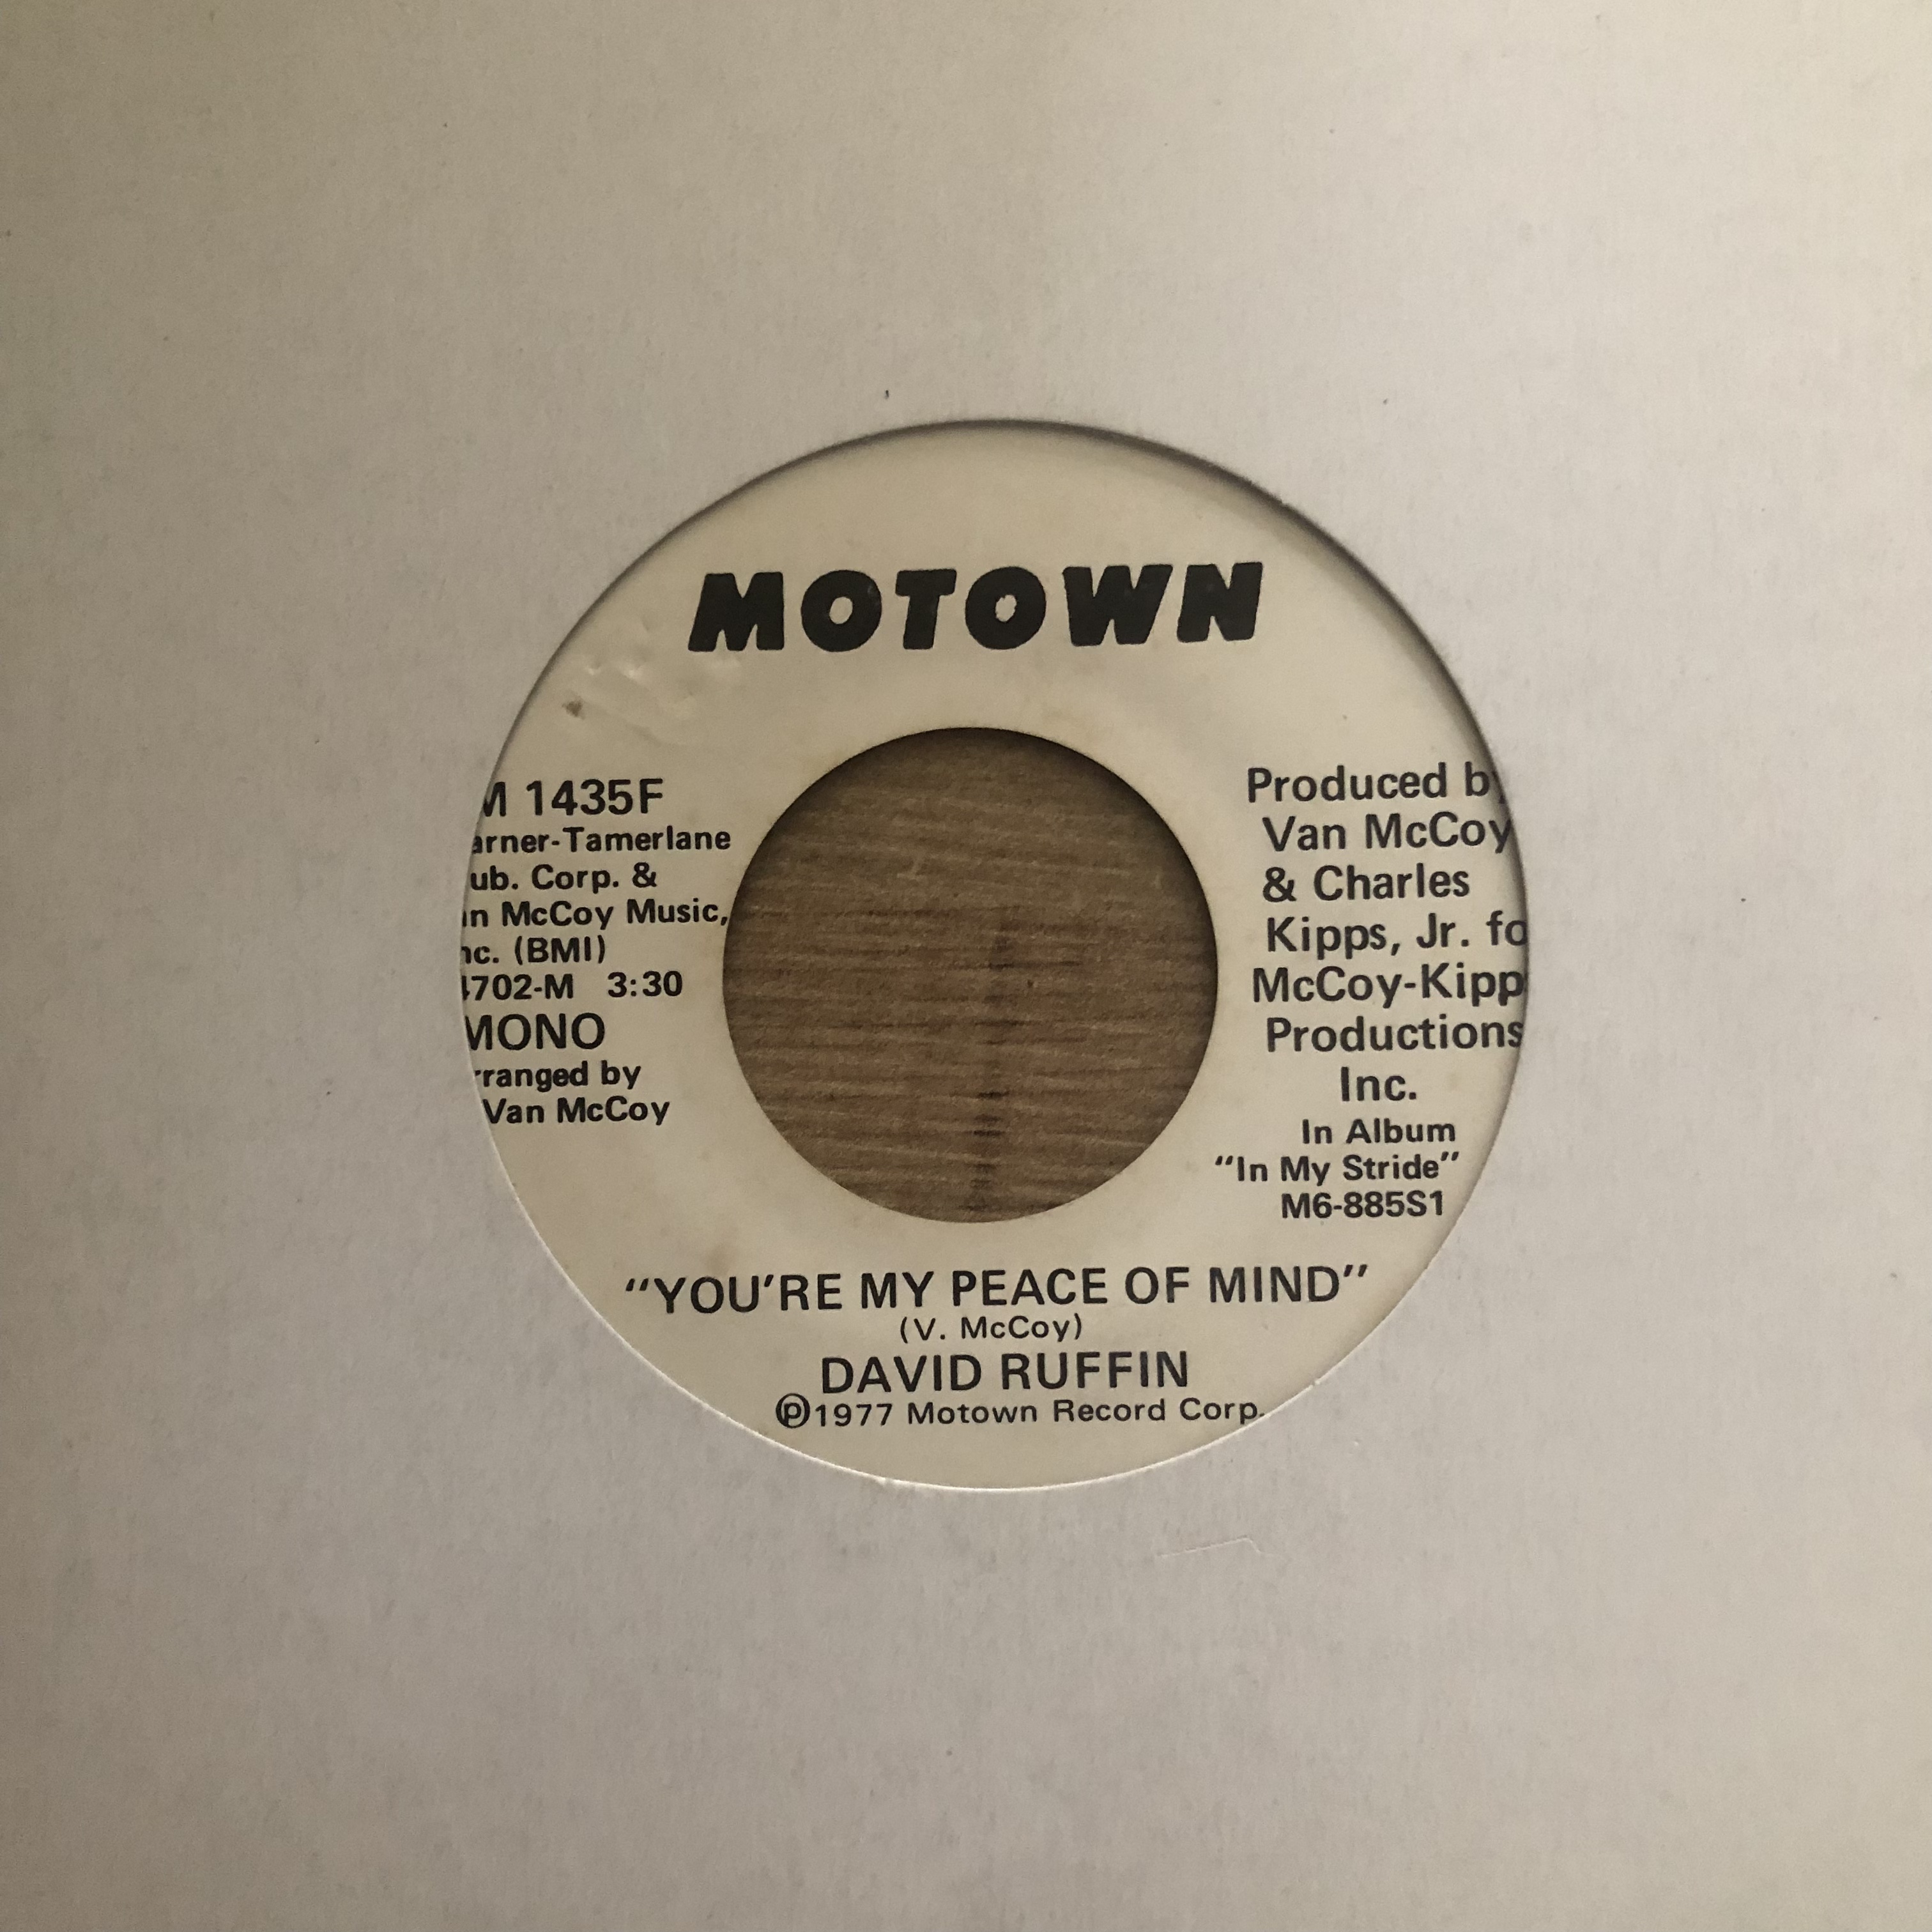 MOTOWN
M 1435F
arner-Tamerlane
ub. Corp. &
n McCoy Music,
nc. (BMI)
4702-M 3:30
MONO
rranged by
Van McCoy
Produced by
Van McCoy
& Charles
Kipps, Jr. fo
McCoy-Kipp
Productions
Inc.
In Album
“In My Stride”
M6-885S1
“YOU’RE MY PEACE OF MIND”
(V. McCoy)
DAVID RUFFIN
℗1977 Motown Record Corp.